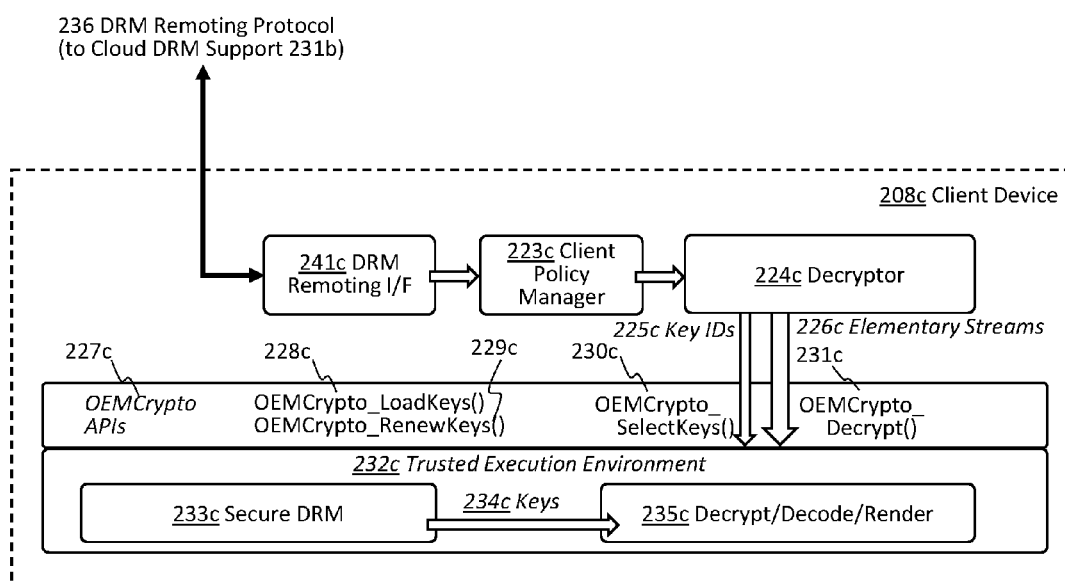 236 DRM Remoting Protocol
(to Cloud DRM Support 231b)
208c Client Device
241c DRM
Remoting I/F
223c Client
Policy
Manager
224c Decryptor
225c Key IDs
226c Elementary Streams
227c
228c
229c
230c
231c
OEMCrypto
APIs
OEMCrypto_LoadKeys()
OEMCrypto_RenewKeys()
OEMCrypto_
SelectKeys()
OEMCrypto_
Decrypt()
232c Trusted Execution Environment
233c Secure DRM
234c Keys
235c Decrypt/Decode/Render